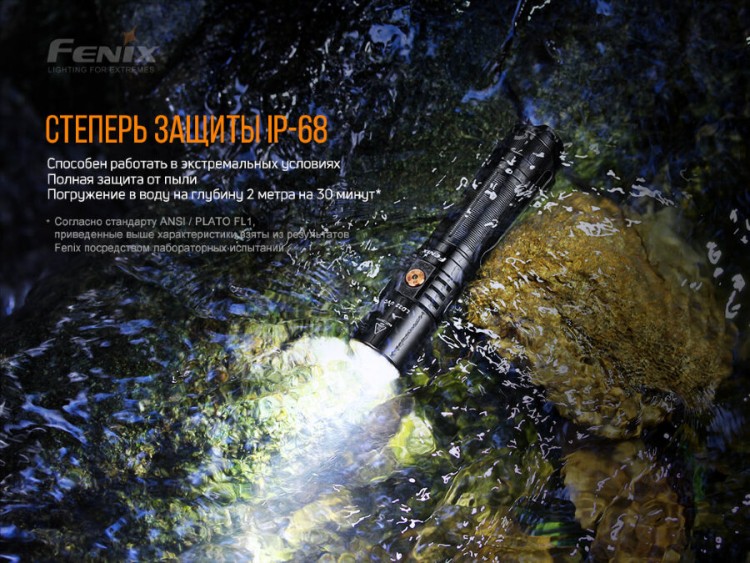 FENIX
LIGHTING FOR EXTREMES
СТЕПЕРЬ ЗАЩИТЫ IP-68
Способен работать в экстремальных условиях
Полная защита от пыли
Погружение в воду на глубину 2 метра на 30 минут*
* Согласно стандарту ANSI / PLATO FL1,
приведенные выше характеристики взяты из результатов
Fenix посредством лабораторных испытаний
Fenix